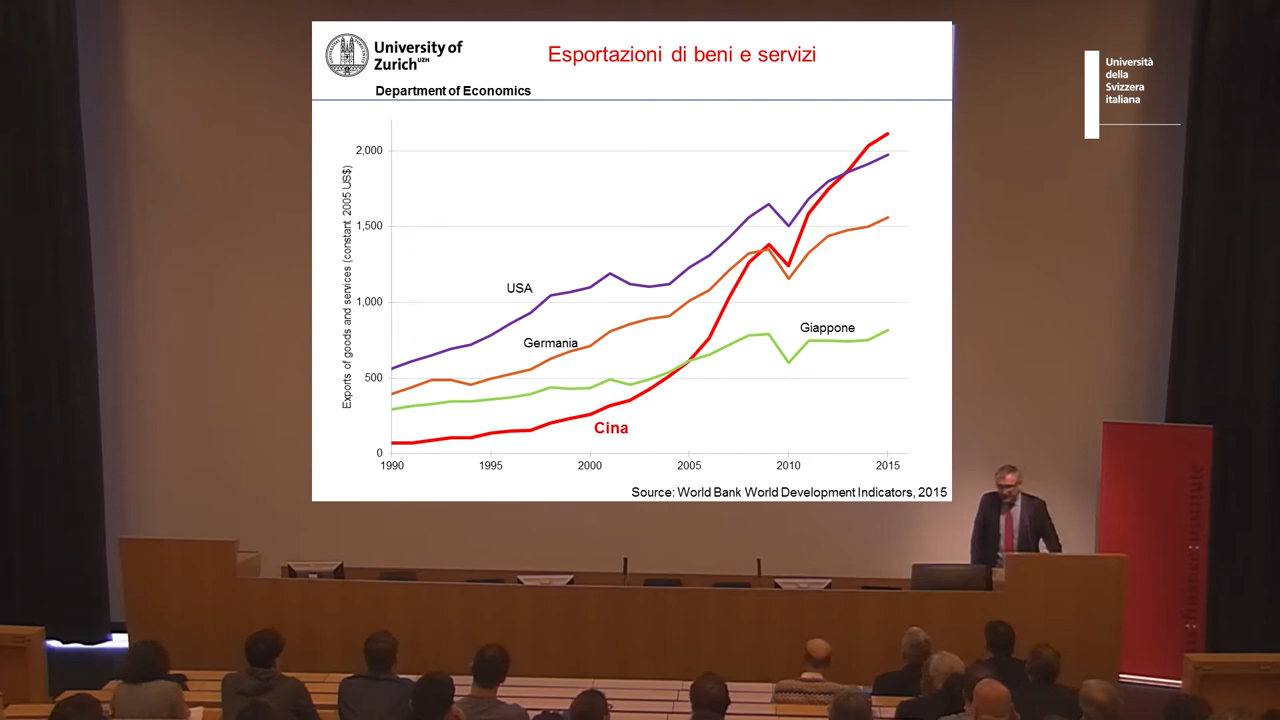 University of
Zurich UZH
Department of Economics
Esportazioni di beni e servizi
Università
della
Svizzera
italiana
Exports of goods and services (constant 2005 US$)
2,000
1,500
1,000
500
0
USA
Germania
Giappone
Cina
1990
1995
2000
2005
2010
2015
Source: World Bank World Development Indicators, 2015
finance institute